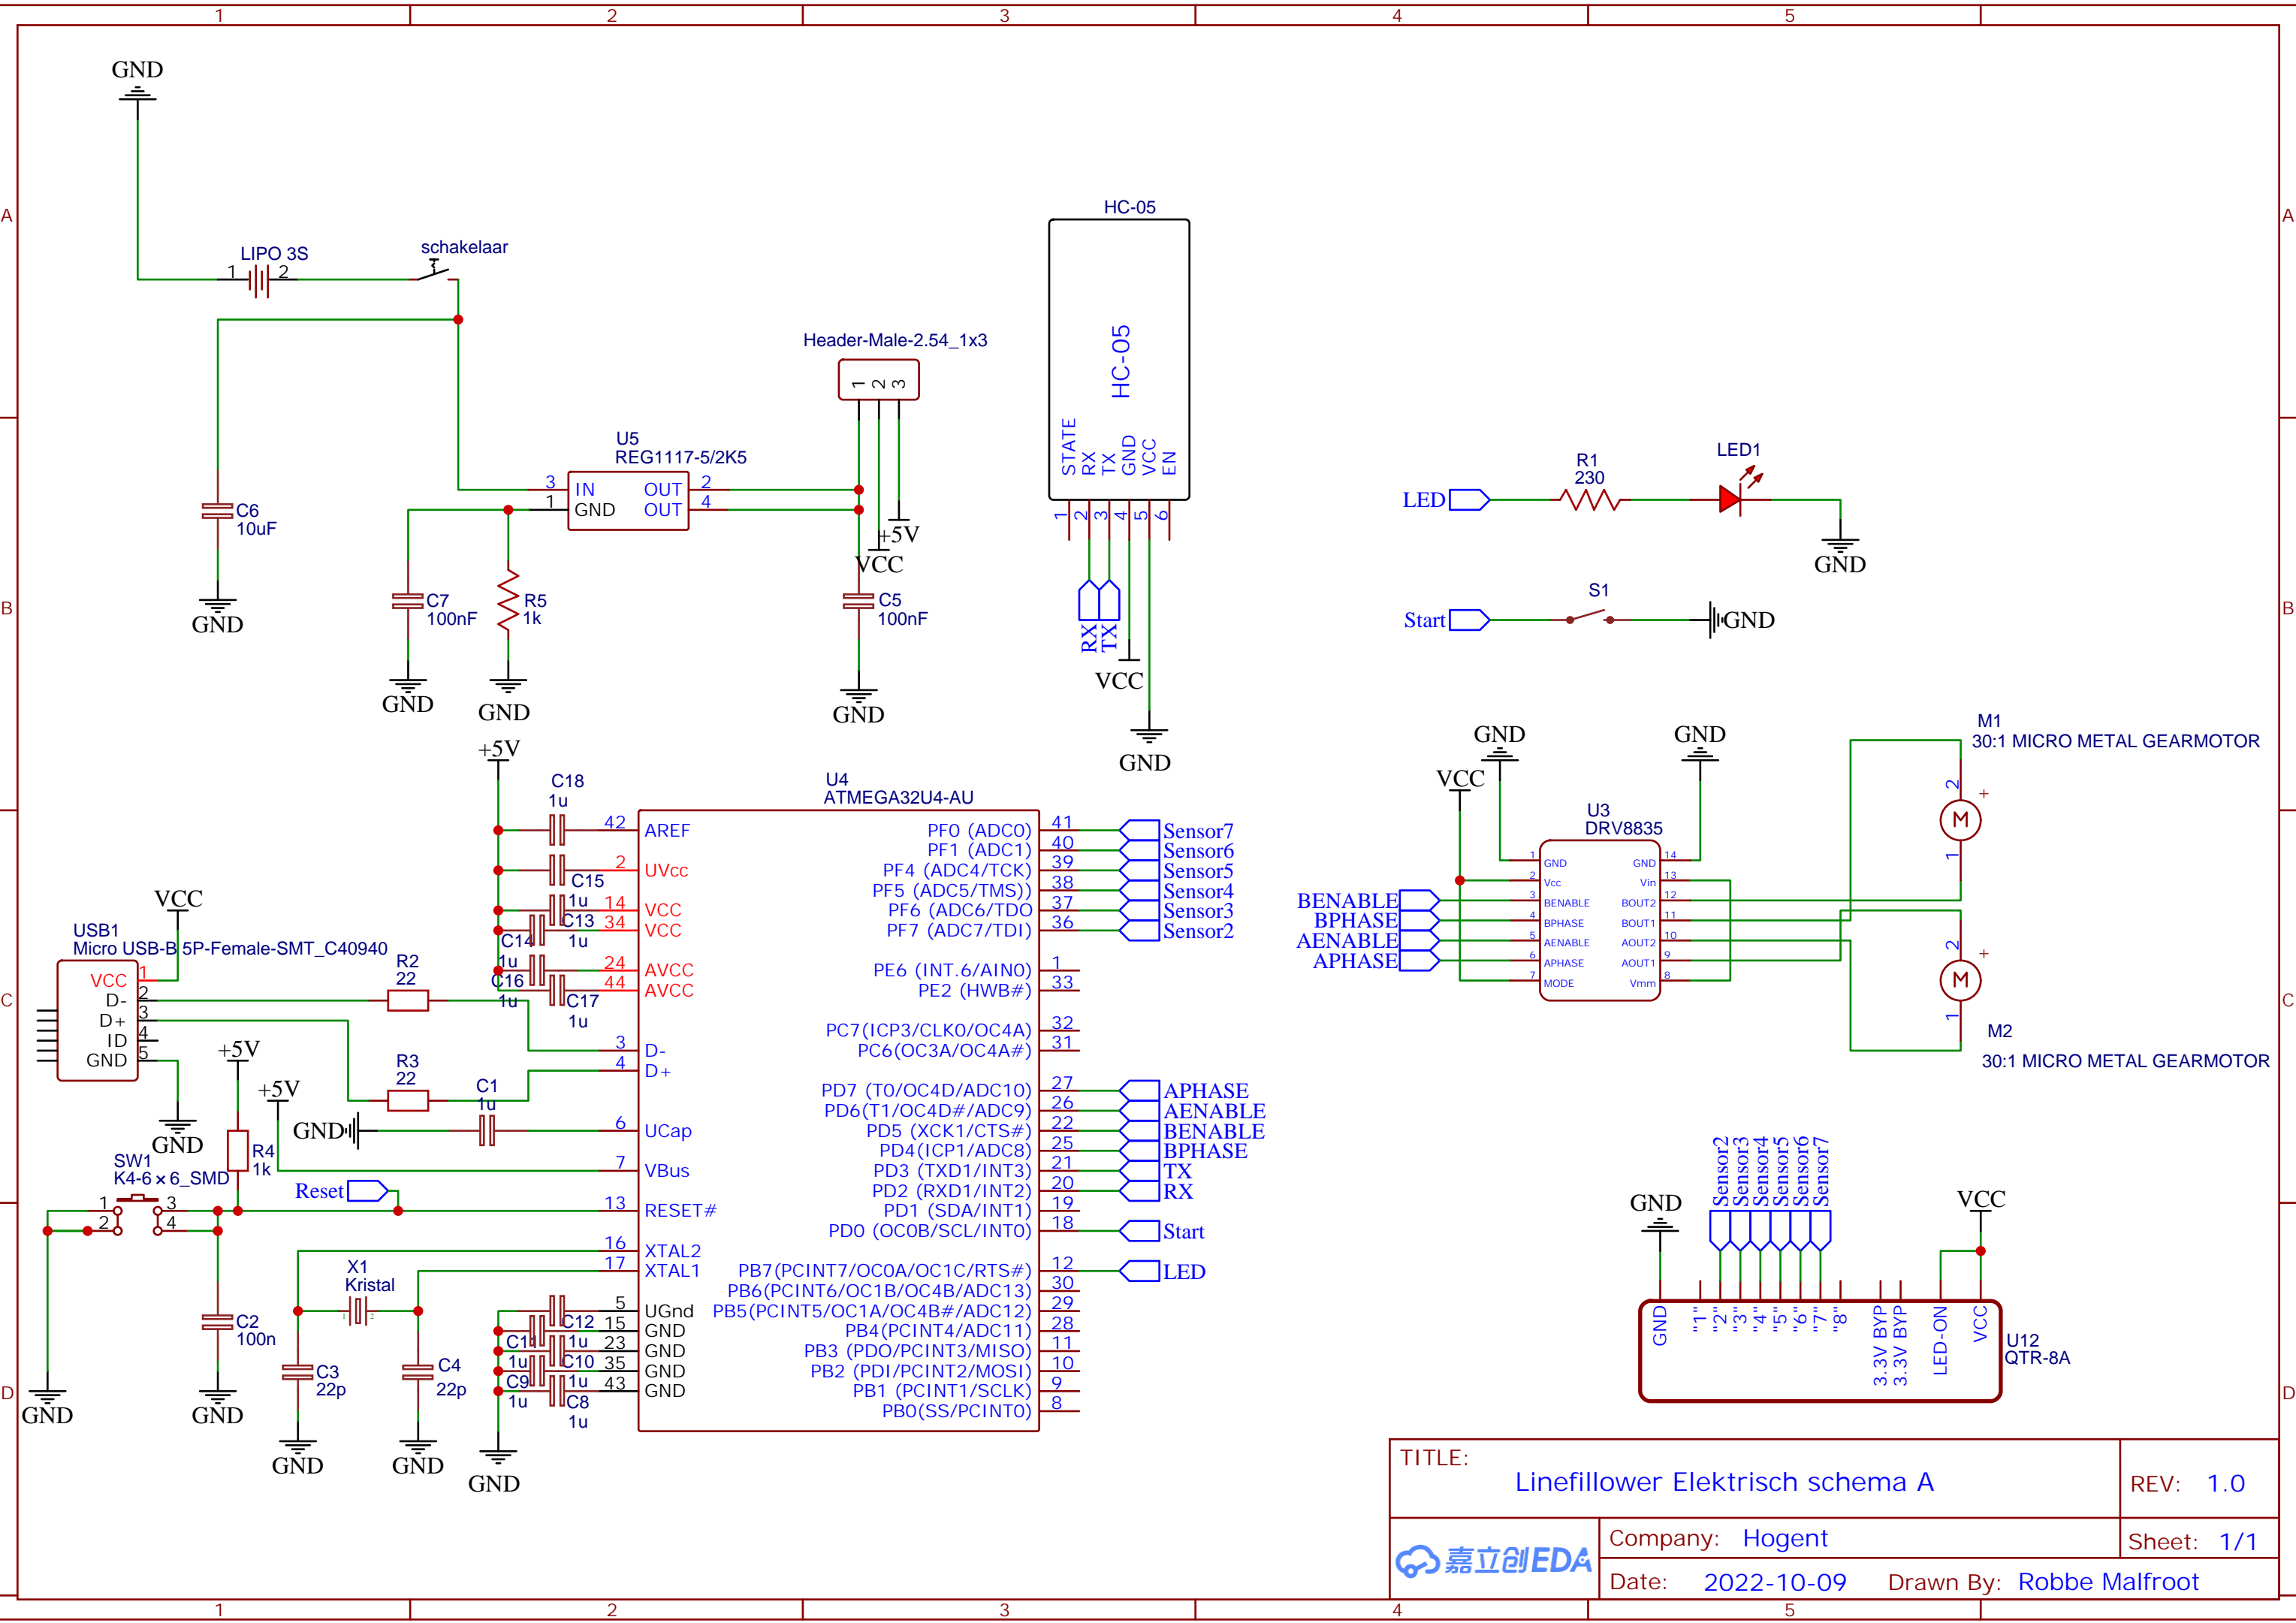 1 2 3 4 5
A
B
C
D
A
B
C
D
GND
LIPO 3S
1 2
schakelaar
C6
10uF
GND
U5
REG1117-5/2K5
3 IN OUT 2
1 GND OUT 4
C7
100nF
GND
R5
1k
GND
Header-Male-2.54_1x3
1 2 3
+5V
VCC
C5
100nF
GND
HC-05
HC-05
STATE
RX
TX
GND
VCC
EN
1 2 3 4 5 6
RX
TX
VCC
GND
LED
R1
230
LED1
GND
Start
S1
GND
+5V
C18
1u
C15
1u
C13
1u
C14
1u
C16
1u
C17
1u
U4
ATMEGA32U4-AU
42 AREF
2 UVcc
14 VCC
34 VCC
24 AVCC
44 AVCC
3 D-
4 D+
6 UCap
7 VBus
13 RESET#
16 XTAL2
17 XTAL1
5 UGnd
15 GND
23 GND
35 GND
43 GND
PF0 (ADC0) 41 Sensor7
PF1 (ADC1) 40 Sensor6
PF4 (ADC4/TCK) 39 Sensor5
PF5 (ADC5/TMS)) 38 Sensor4
PF6 (ADC6/TDO 37 Sensor3
PF7 (ADC7/TDI) 36 Sensor2
PE6 (INT.6/AIN0) 1
PE2 (HWB#) 33
PC7(ICP3/CLK0/OC4A) 32
PC6(OC3A/OC4A#) 31
PD7 (T0/OC4D/ADC10) 27 APHASE
PD6(T1/OC4D#/ADC9) 26 AENABLE
PD5 (XCK1/CTS#) 22 BENABLE
PD4(ICP1/ADC8) 25 BPHASE
PD3 (TXD1/INT3) 21 TX
PD2 (RXD1/INT2) 20 RX
PD1 (SDA/INT1) 19
PD0 (OC0B/SCL/INT0) 18 Start
PB7(PCINT7/OC0A/OC1C/RTS#) 12 LED
PB6(PCINT6/OC1B/OC4B/ADC13) 30
PB5(PCINT5/OC1A/OC4B#/ADC12) 29
PB4(PCINT4/ADC11) 28
PB3 (PDO/PCINT3/MISO) 11
PB2 (PDI/PCINT2/MOSI) 10
PB1 (PCINT1/SCLK) 9
PB0(SS/PCINT0) 8
VCC
USB1
Micro USB-B 5P-Female-SMT_C40940
VCC 1
D- 2
D+ 3
ID 4
GND 5
GND
R2
22
R3
22
C1
1u
GND
+5V
+5V
R4
1k
SW1
K4-6×6_SMD
1 3
2 4
Reset
GND
C2
100n
GND
X1
Kristal
1 2
C3
22p
GND
C4
22p
GND
C12
1u
C11
1u
C10
1u
C9
1u
C8
1u
GND
VCC
GND
GND
U3
DRV8835
1 GND GND 14
2 Vcc Vin 13
BENABLE 3 BENABLE BOUT2 12
BPHASE 4 BPHASE BOUT1 11
AENABLE 5 AENABLE AOUT2 10
APHASE 6 APHASE AOUT1 9
7 MODE Vmm 8
M1
30:1 MICRO METAL GEARMOTOR
2 +
M
1
2 +
M
1
M2
30:1 MICRO METAL GEARMOTOR
GND
Sensor2
Sensor3
Sensor4
Sensor5
Sensor6
Sensor7
VCC
GND
"1"
"2"
"3"
"4"
"5"
"6"
"7"
"8"
3.3V BYP
3.3V BYP
LED-ON
VCC
U12
QTR-8A
TITLE:
Linefillower Elektrisch schema A
REV: 1.0
嘉立创EDA
Company: Hogent
Sheet: 1/1
Date: 2022-10-09 Drawn By: Robbe Malfroot
1 2 3 4 5